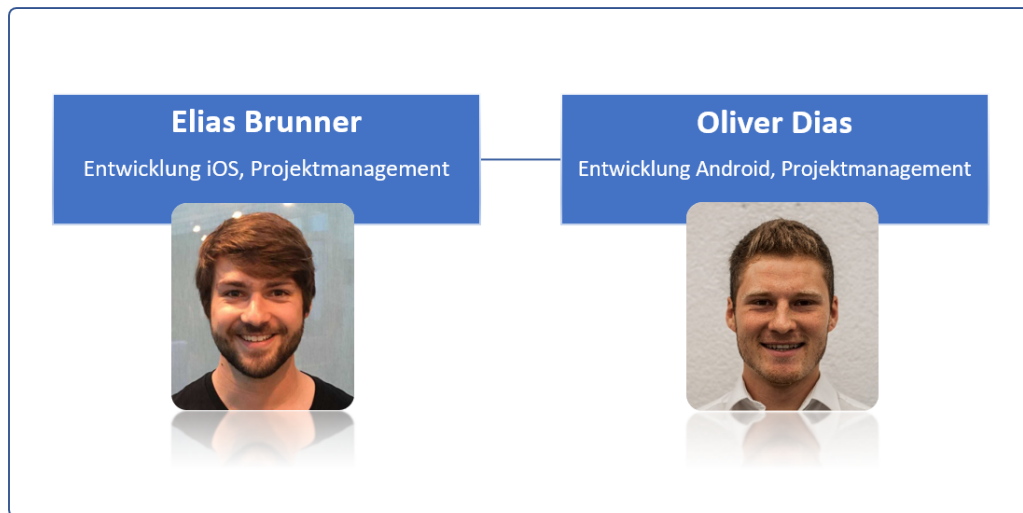 Elias Brunner
Entwicklung iOS, Projektmanagement
Oliver Dias
Entwicklung Android, Projektmanagement